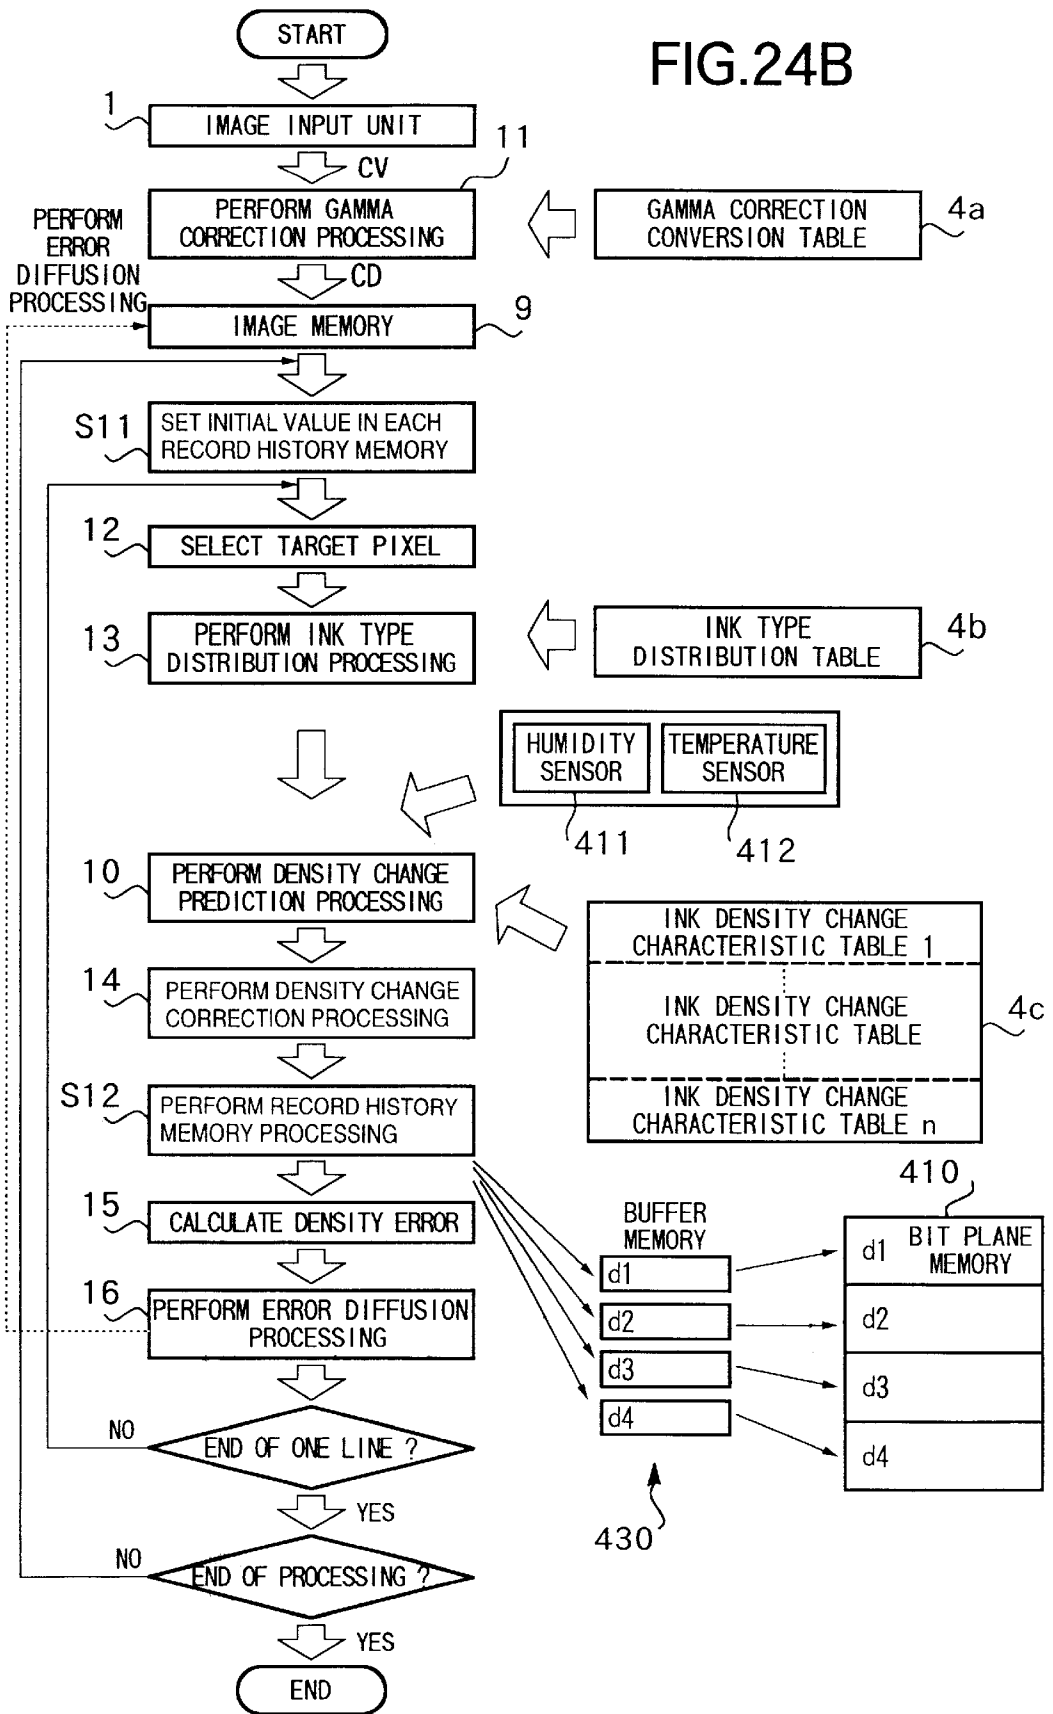 START
FIG.24B
1
IMAGE INPUT UNIT
CV
11
PERFORM GAMMA
CORRECTION PROCESSING
GAMMA CORRECTION
CONVERSION TABLE
4a
PERFORM
ERROR
DIFFUSION
PROCESSING
CD
IMAGE MEMORY
9
S11
SET INITIAL VALUE IN EACH
RECORD HISTORY MEMORY
12
SELECT TARGET PIXEL
13
PERFORM INK TYPE
DISTRIBUTION PROCESSING
INK TYPE
DISTRIBUTION TABLE
4b
HUMIDITY
SENSOR
TEMPERATURE
SENSOR
411
412
10
PERFORM DENSITY CHANGE
PREDICTION PROCESSING
INK DENSITY CHANGE
CHARACTERISTIC TABLE 1
INK DENSITY CHANGE
CHARACTERISTIC TABLE
INK DENSITY CHANGE
CHARACTERISTIC TABLE n
4c
14
PERFORM DENSITY CHANGE
CORRECTION PROCESSING
S12
PERFORM RECORD HISTORY
MEMORY PROCESSING
15
CALCULATE DENSITY ERROR
16
PERFORM ERROR DIFFUSION
PROCESSING
BUFFER
MEMORY
d1
d2
d3
d4
430
410
d1 BIT PLANE
MEMORY
d2
d3
d4
END OF ONE LINE ?
NO
YES
END OF PROCESSING ?
NO
YES
END